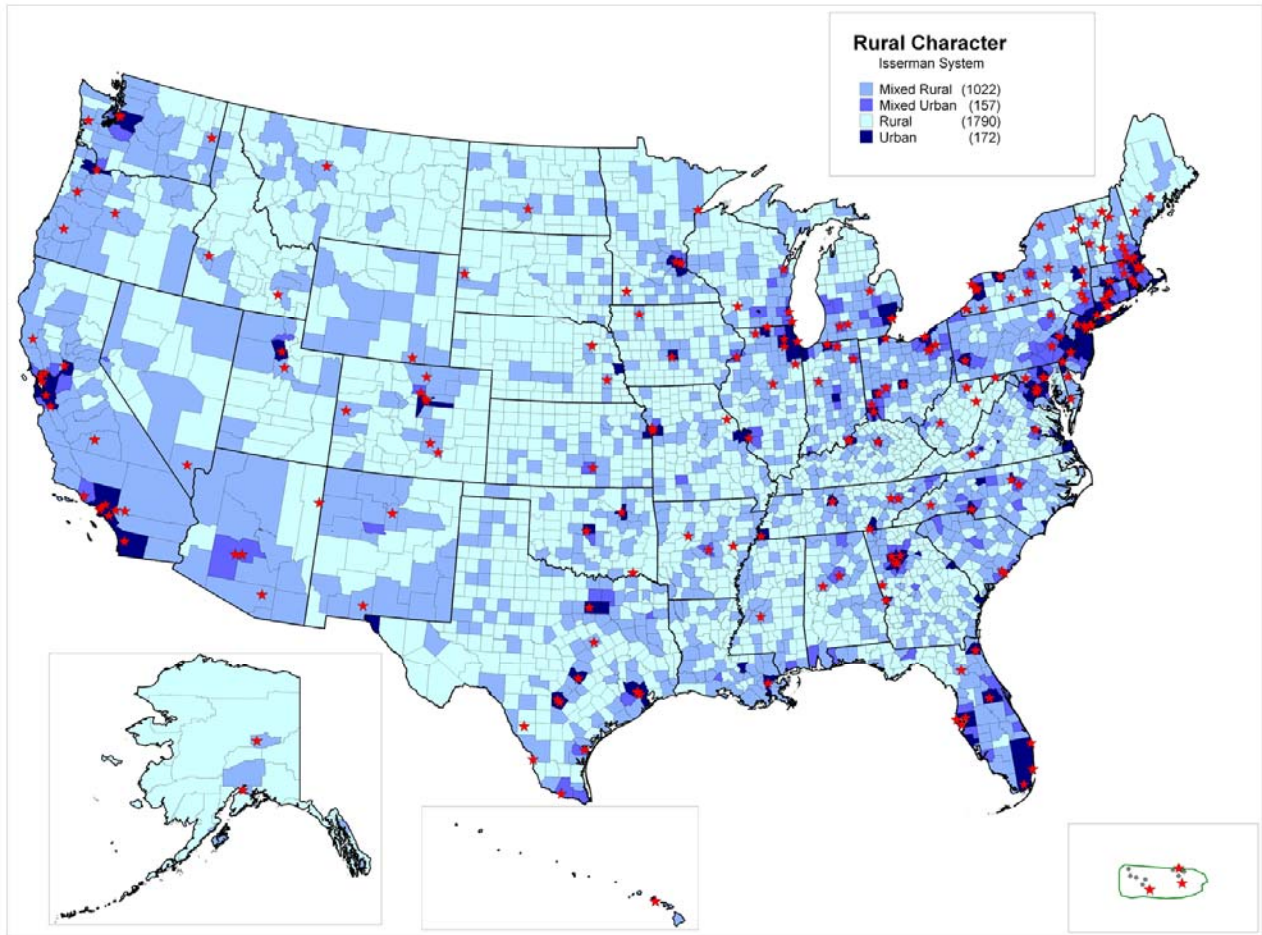 Rural Character
Isserman System
Mixed Rural (1022)
Mixed Urban (157)
Rural (1790)
Urban (172)